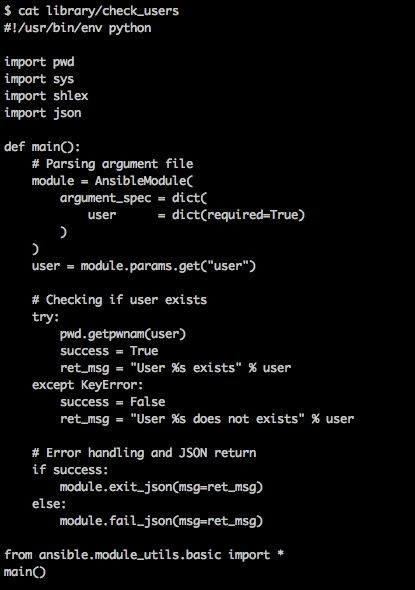 $ cat library/check_users
#!/usr/bin/env python

import pwd
import sys
import shlex
import json

def main():
    # Parsing argument file
    module = AnsibleModule(
        argument_spec = dict(
            user      = dict(required=True)
        )
    )
    user = module.params.get("user")

    # Checking if user exists
    try:
        pwd.getpwnam(user)
        success = True
        ret_msg = "User %s exists" % user
    except KeyError:
        success = False
        ret_msg = "User %s does not exists" % user

    # Error handling and JSON return
    if success:
        module.exit_json(msg=ret_msg)
    else:
        module.fail_json(msg=ret_msg)

from ansible.module_utils.basic import *
main()